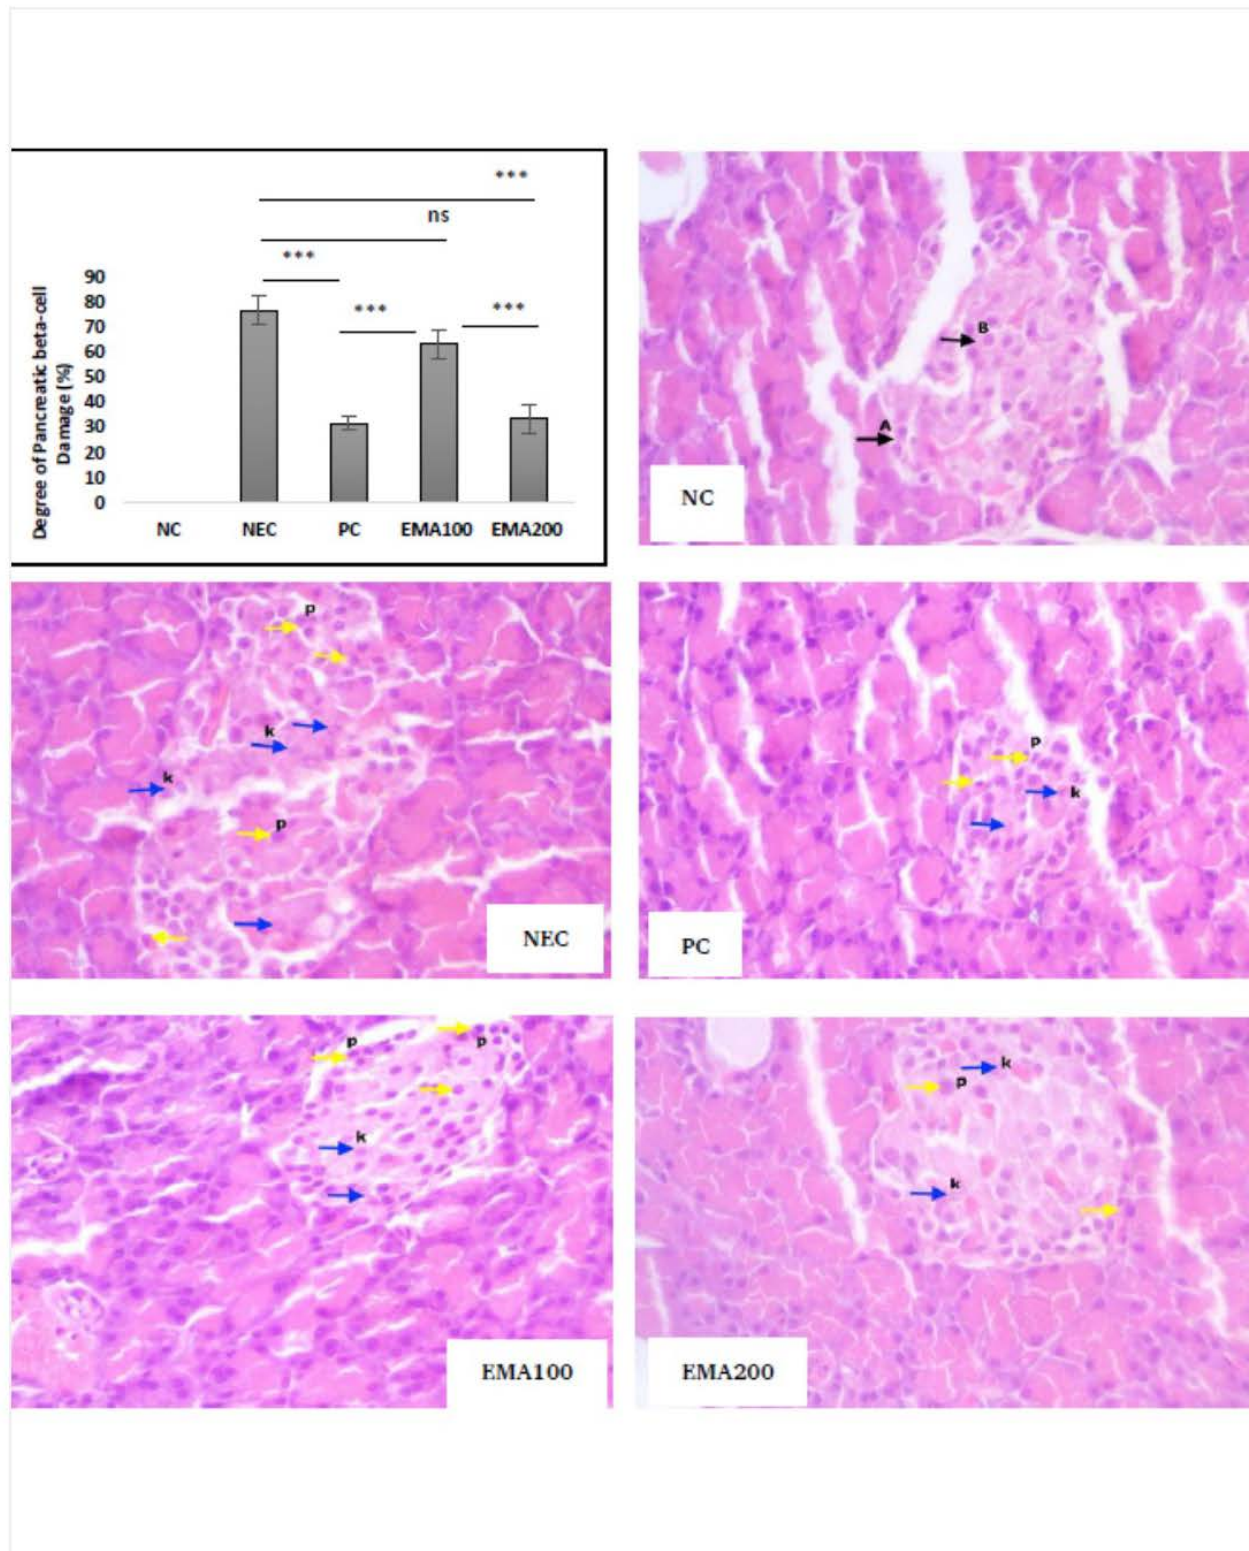 ***
ns
***
***
***
Degree of Pancreatic beta-cell
Damage (%)
90
80
70
60
50
40
30
20
10
0
NC
NEC
PC
EMA100
EMA200
B
A
NC
p
k
k
p
NEC
p
k
PC
p
p
k
EMA100
k
p
k
EMA200